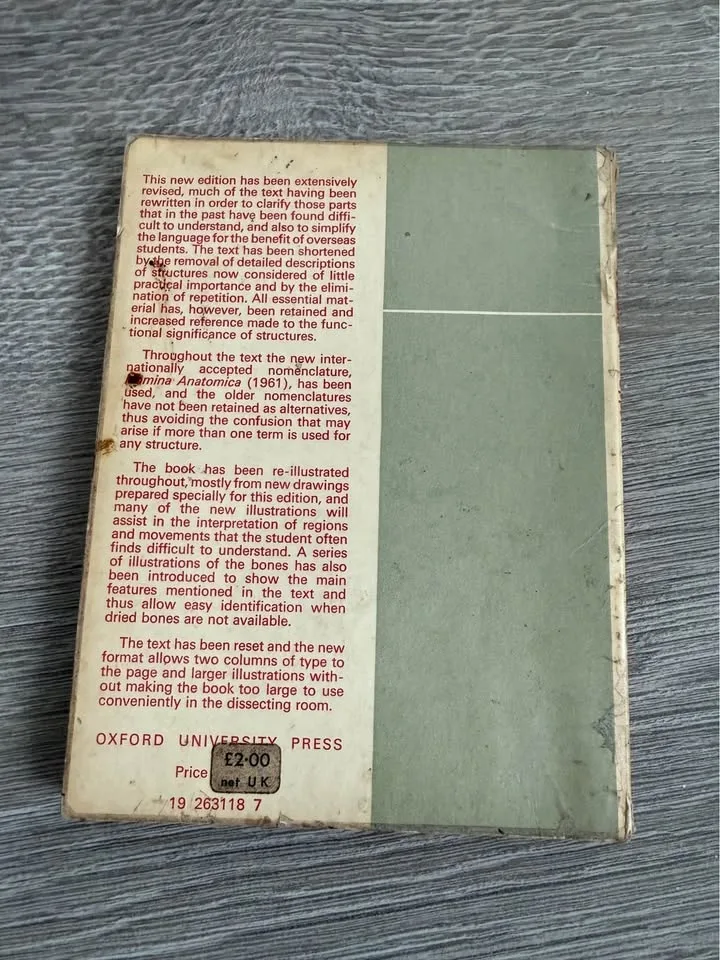 This new edition has been extensively
revised, much of the text having been
rewritten in order to clarify those parts
that in the past have been found diffi-
cult to understand, and also to simplify
the language for the benefit of overseas
students. The text has been shortened
by the removal of detailed descriptions
of structures now considered of little
practical importance and by the elimi-
nation of repetition. All essential mat-
erial has, however, been retained and
increased reference made to the func-
tional significance of structures.
Throughout the text the new inter-
nationally accepted nomenclature,
Anatomica (1961), has been
used, and the older nomenclatures
have not been retained as alternatives,
thus avoiding the confusion that may
arise if more than one term is used for
any structure.
The book has been re-illustrated
throughout, mostly from new drawings
prepared specially for this edition, and
many of the new illustrations will
assist in the interpretation of regions
and movements that the student often
finds difficult to understand. A series
of illustrations of the bones has also
been introduced to show the main
features mentioned in the text and
thus allow easy identification when
dried bones are not available.
The text has been reset and the new
format allows two columns of type to
the page and larger illustrations with-
out making the book too large to use
conveniently in the dissecting room.
OXFORD UNIVERSITY PRESS
Price £2·00
net U K
19 263118 7